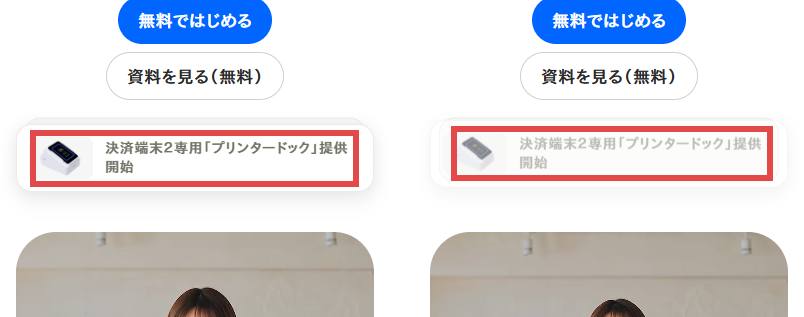 無料ではじめる
無料ではじめる
資料を見る（無料）
資料を見る（無料）
決済端末2専用「プリンタードック」提供
開始
決済端末2専用「プリンタードック」提供
開始